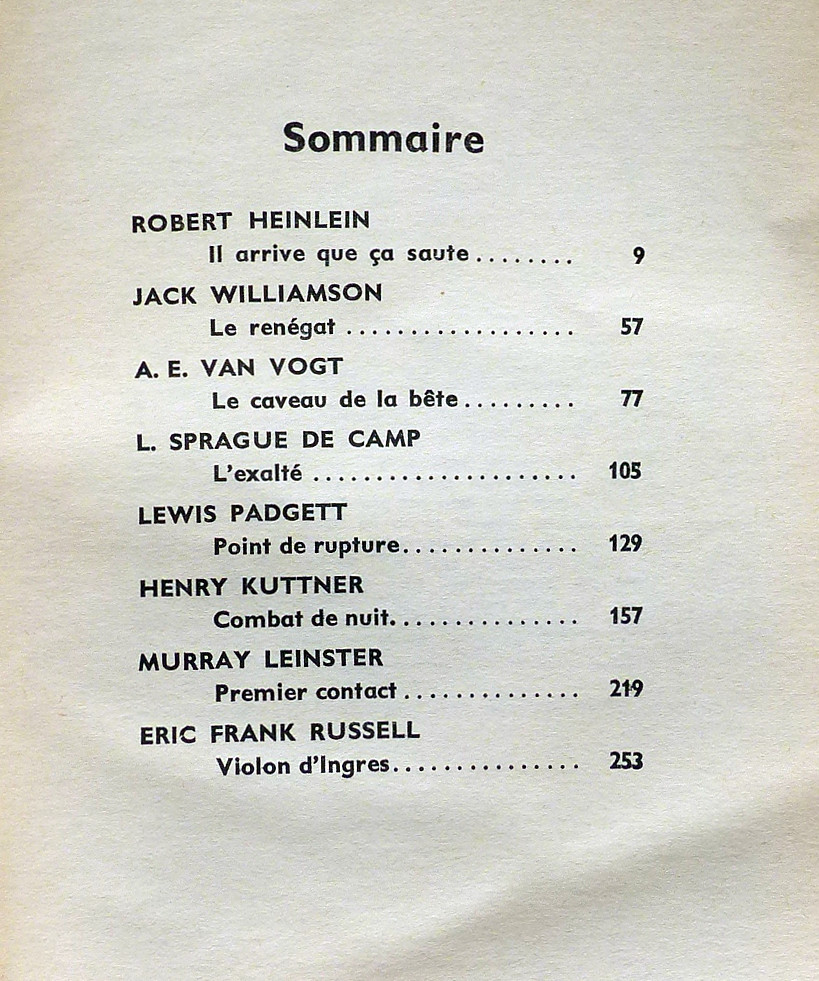 Sommaire
ROBERT HEINLEIN
Il arrive que ça saute........ 9
JACK WILLIAMSON
Le renégat .................. 57
A. E. VAN VOGT
Le caveau de la bête......... 77
L. SPRAGUE DE CAMP
L'exalté ..................... 105
LEWIS PADGETT
Point de rupture.............. 129
HENRY KUTTNER
Combat de nuit............... 157
MURRAY LEINSTER
Premier contact .............. 219
ERIC FRANK RUSSELL
Violon d'Ingres............... 253